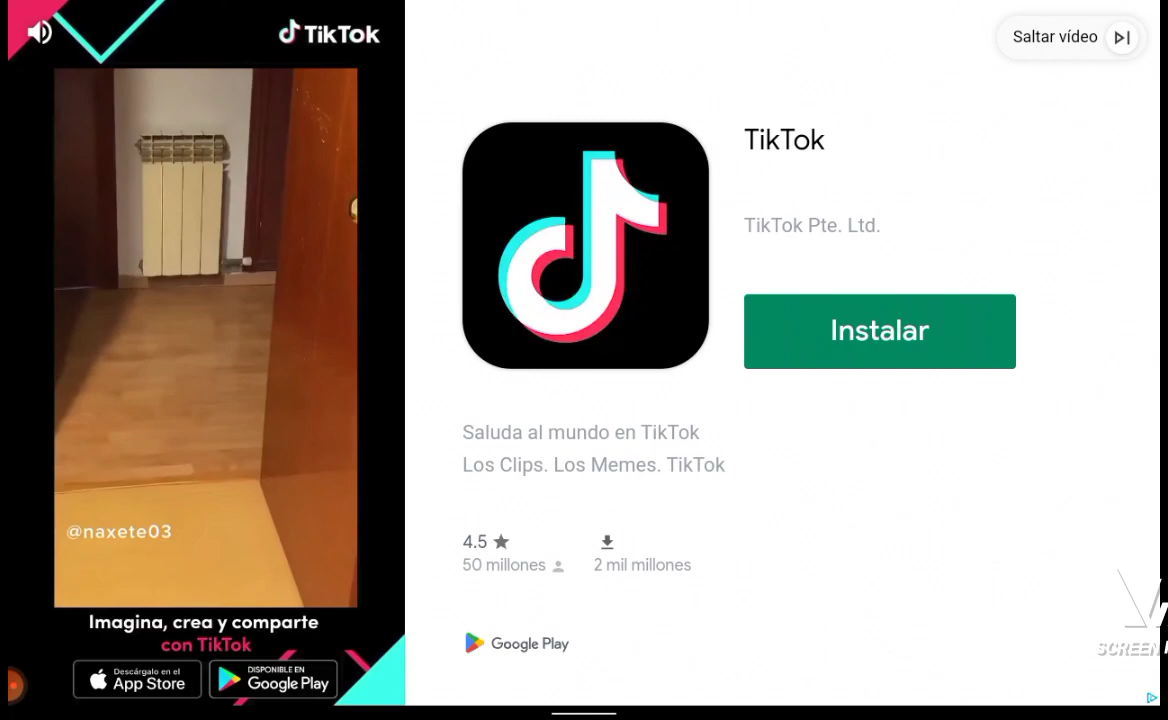 TikTok
@naxete03
Imagina, crea y comparte
con TikTok
Descárgalo en el
App Store
DISPONIBLE EN
Google Play
Saltar vídeo
TikTok
TikTok Pte. Ltd.
Instalar
Saluda al mundo en TikTok
Los Clips. Los Memes. TikTok
4.5 ★
50 millones
2 mil millones
Google Play
SCREEN